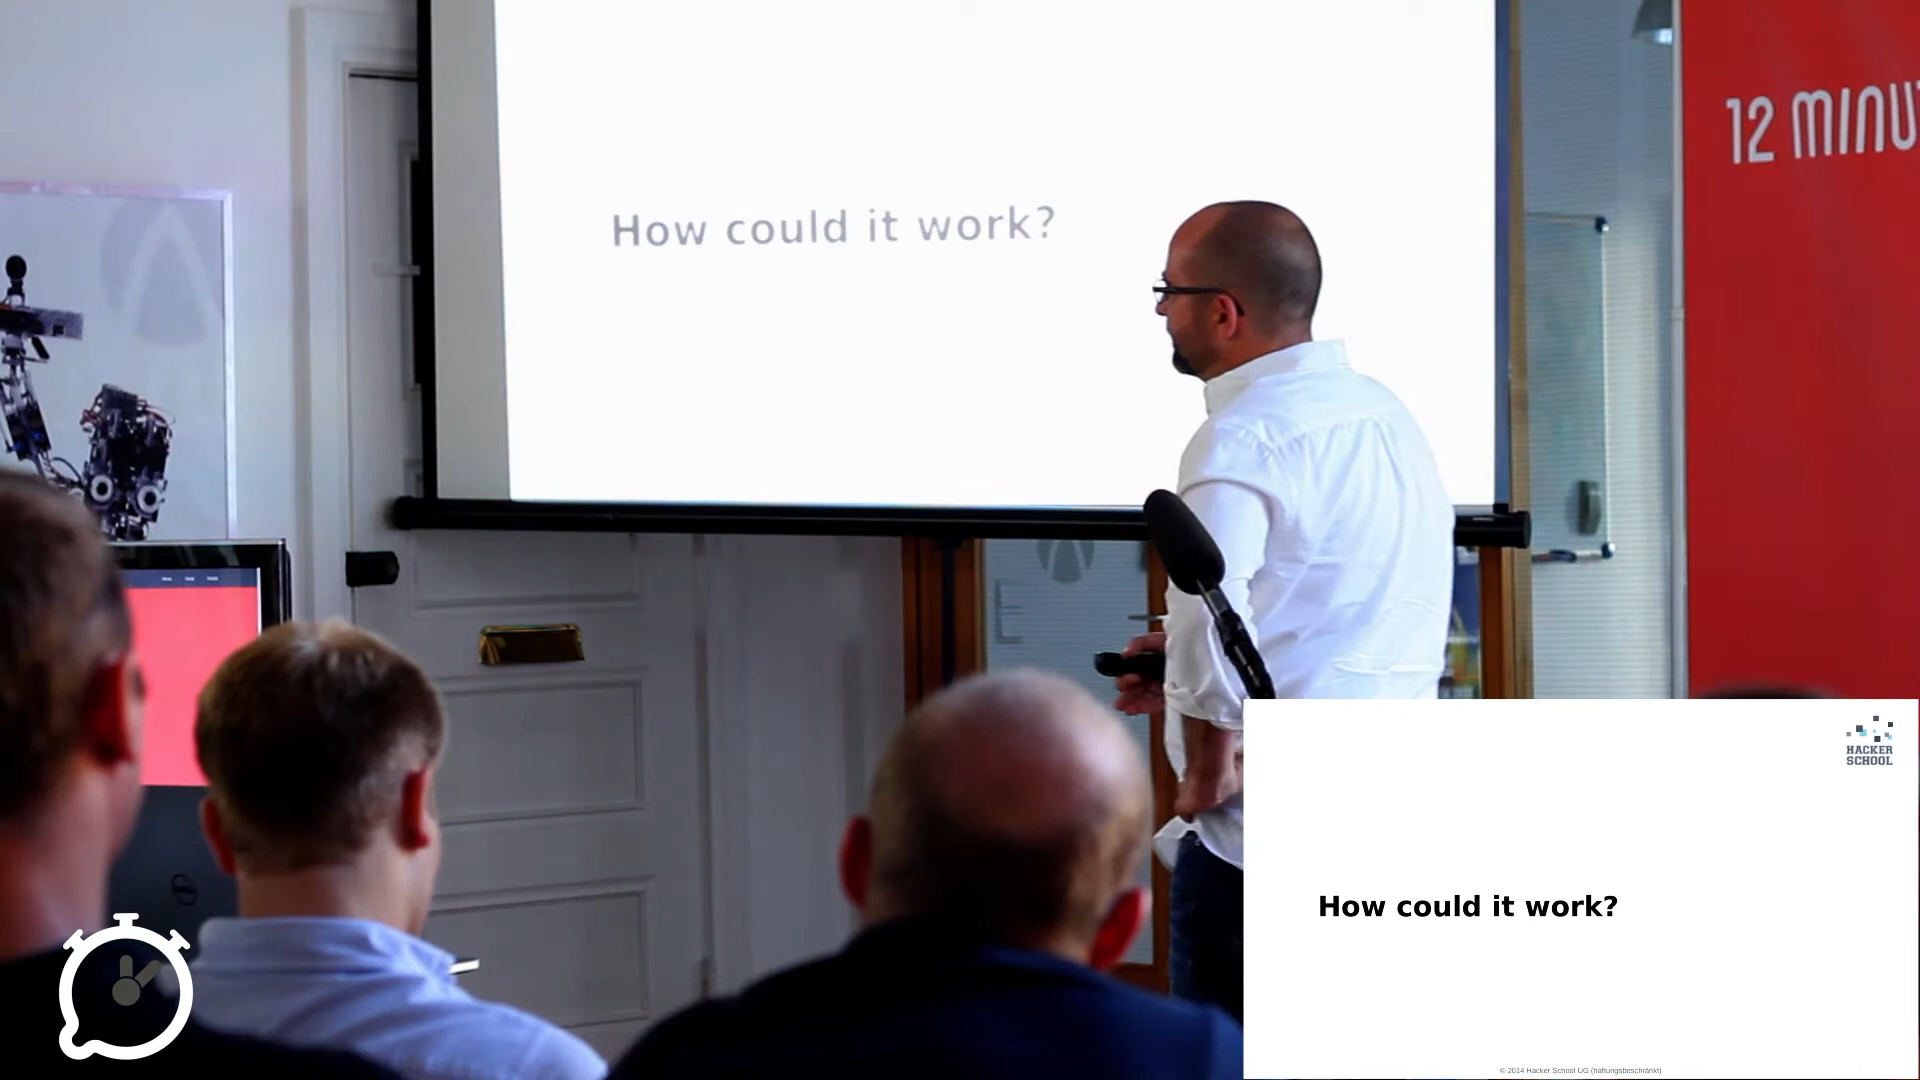 How could it work?
12 MINU
HACKER
SCHOOL
How could it work?
© 2014 Hacker School UG (haftungsbeschränkt)